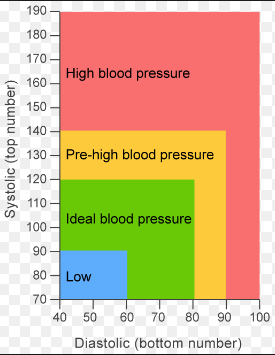 Systolic (top number)
190
180
170
160
150
140
130
120
110
100
90
80
70
High blood pressure
Pre-high blood pressure
Ideal blood pressure
Low
40 50 60 70 80 90 100
Diastolic (bottom number)